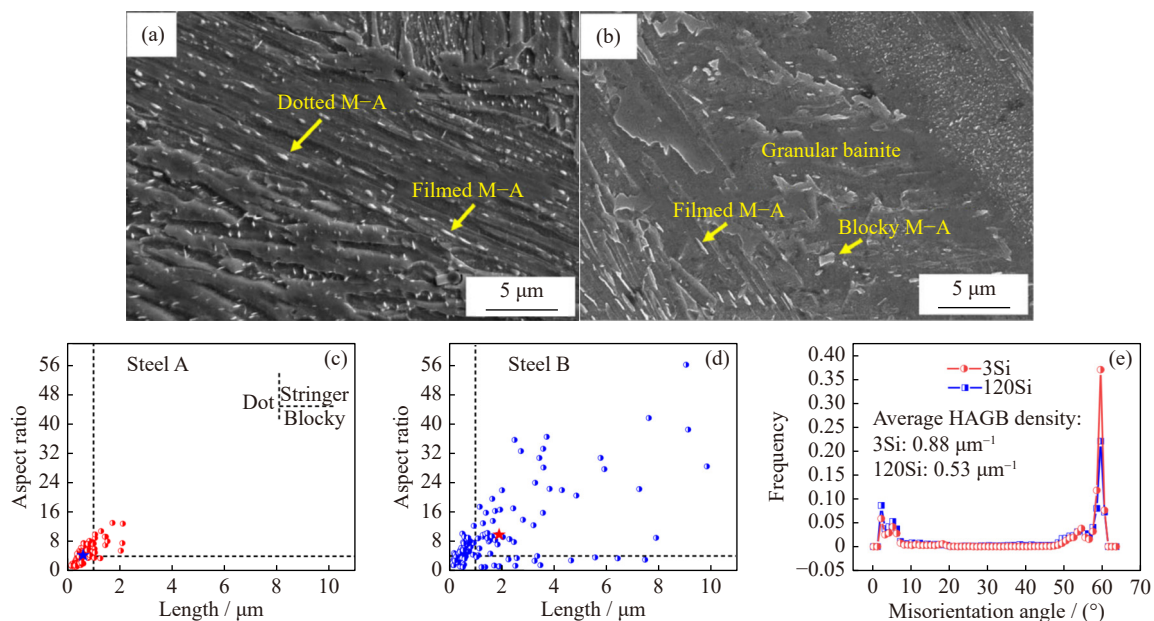 (a)
Dotted M−A
Filmed M−A
5 μm
(b)
Granular bainite
Filmed M−A
Blocky M−A
5 μm
(c)
Steel A
Dot
Stringer
Blocky
56
48
40
32
24
16
8
0
Aspect ratio
0 2 4 6 8 10
Length / μm
(d)
Steel B
56
48
40
32
24
16
8
0
Aspect ratio
0 2 4 6 8 10
Length / μm
(e)
3Si
120Si
Average HAGB density:
3Si: 0.88 μm⁻¹
120Si: 0.53 μm⁻¹
0.40
0.35
0.30
0.25
0.20
0.15
0.10
0.05
0
−0.05
Frequency
0 10 20 30 40 50 60 70
Misorientation angle / (°)